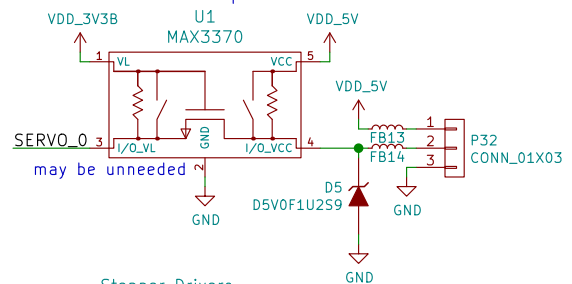 U1
VDD_3V3B
MAX3370
VDD_5V
1
VL
VCC
5
VDD_5V
SERVO_0
3
I/O_VL
GND
I/O_VCC
4
FB13
1
FB14
2
3
P32
CONN_01X03
may be unneeded
2
D5
D5V0F1U2S9
GND
GND
GND